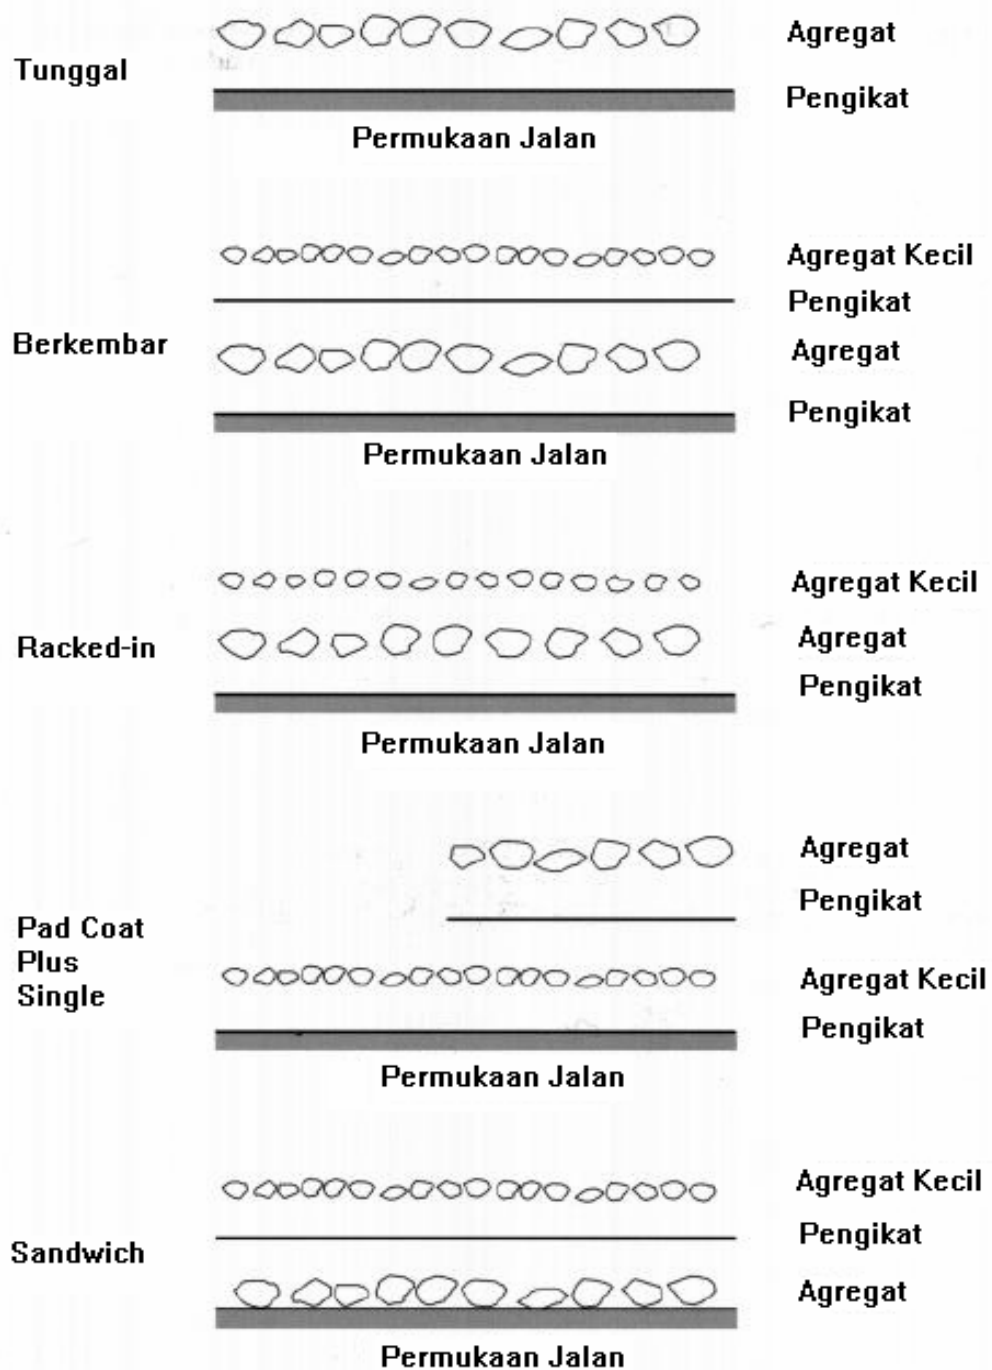 Tunggal
Agregat
Pengikat
Permukaan Jalan
Berkembar
Agregat Kecil
Pengikat
Agregat
Pengikat
Permukaan Jalan
Racked-in
Agregat Kecil
Agregat
Pengikat
Permukaan Jalan
Pad Coat
Plus
Single
Agregat
Pengikat
Agregat Kecil
Pengikat
Permukaan Jalan
Sandwich
Agregat Kecil
Pengikat
Agregat
Permukaan Jalan